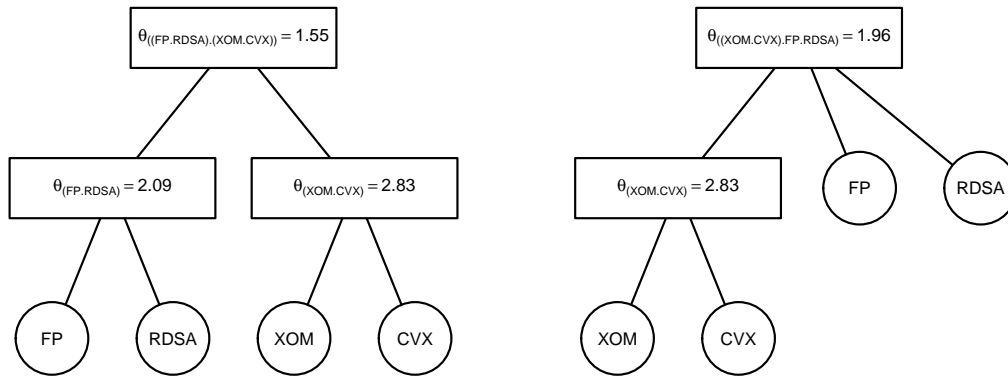 θ((FP.RDSA).(XOM.CVX)) = 1.55
θ((XOM.CVX).FP.RDSA) = 1.96
θ(FP.RDSA) = 2.09
θ(XOM.CVX) = 2.83
θ(XOM.CVX) = 2.83
FP
RDSA
FP
RDSA
XOM
CVX
XOM
CVX